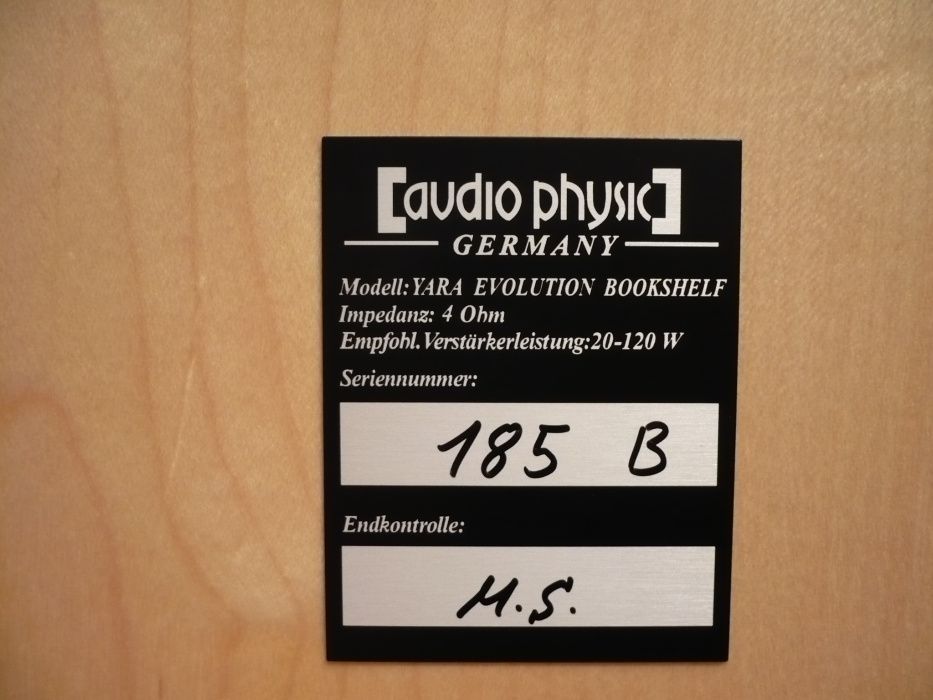 [audio physic]
GERMANY
Modell: YARA EVOLUTION BOOKSHELF
Impedanz: 4 Ohm
Empfohl. Verstärkerleistung: 20-120 W
Seriennummer:
185 B
Endkontrolle:
M.S.